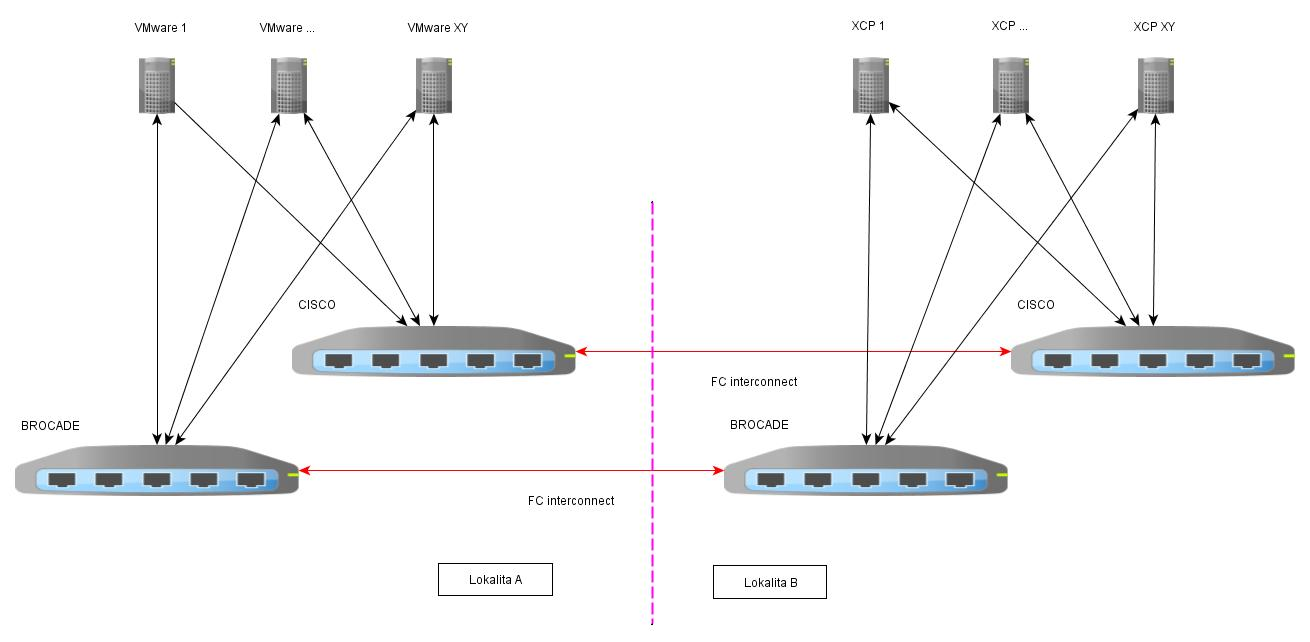 VMware 1
VMware ...
VMware XY
XCP 1
XCP ...
XCP XY
CISCO
CISCO
FC interconnect
BROCADE
BROCADE
FC interconnect
Lokalita A
Lokalita B